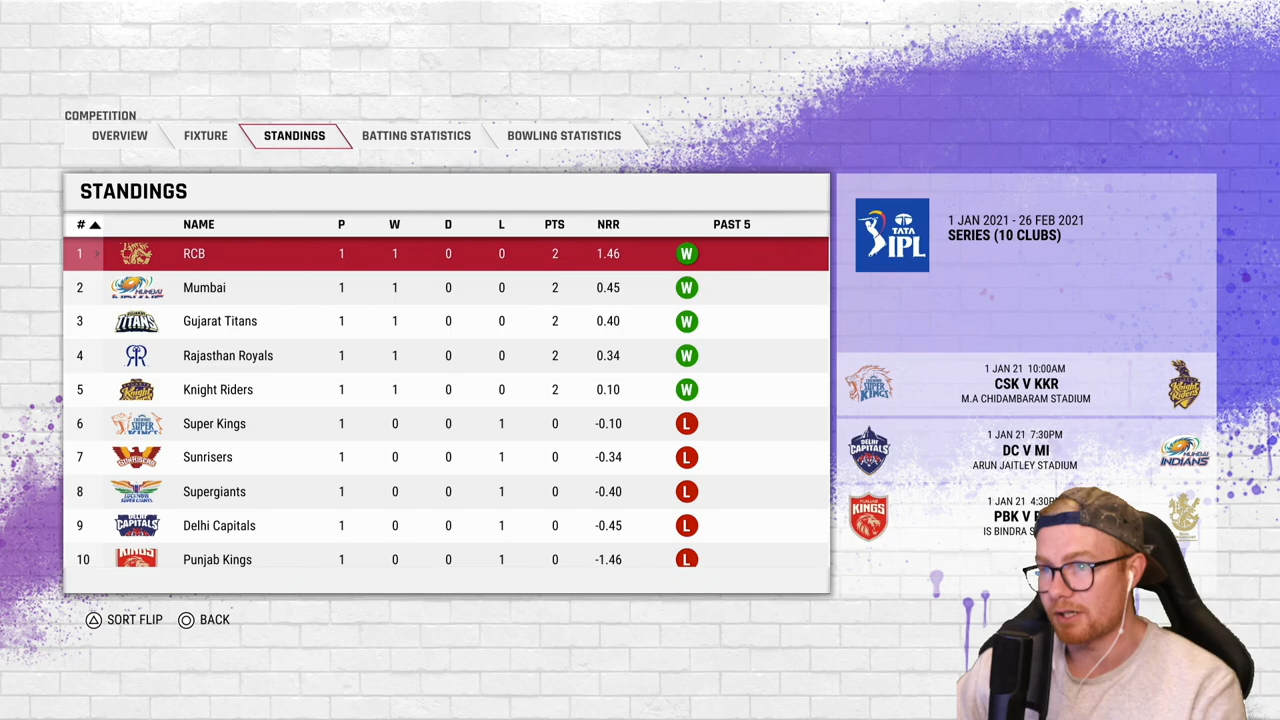 COMPETITION
OVERVIEW FIXTURE STANDINGS BATTING STATISTICS BOWLING STATISTICS
STANDINGS
# NAME P W D L PTS NRR PAST 5
1 RCB 1 1 0 0 2 1.46 W
2 Mumbai 1 1 0 0 2 0.45 W
3 Gujarat Titans 1 1 0 0 2 0.40 W
4 Rajasthan Royals 1 1 0 0 2 0.34 W
5 Knight Riders 1 1 0 0 2 0.10 W
6 Super Kings 1 0 0 1 0 -0.10 L
7 Sunrisers 1 0 0 1 0 -0.34 L
8 Supergiants 1 0 0 1 0 -0.40 L
9 Delhi Capitals 1 0 0 1 0 -0.45 L
10 Punjab Kings 1 0 0 1 0 -1.46 L
SORT FLIP BACK
TATA
IPL
1 JAN 2021 - 26 FEB 2021
SERIES (10 CLUBS)
1 JAN 21 10:00AM
CSK V KKR
M.A CHIDAMBARAM STADIUM
1 JAN 21 7:30PM
DC V MI
ARUN JAITLEY STADIUM
MUMBAI
INDIANS
DELHI
CAPITALS
1 JAN 21 4:30
PBK V
IS BINDRA
PUNJAB
KINGS